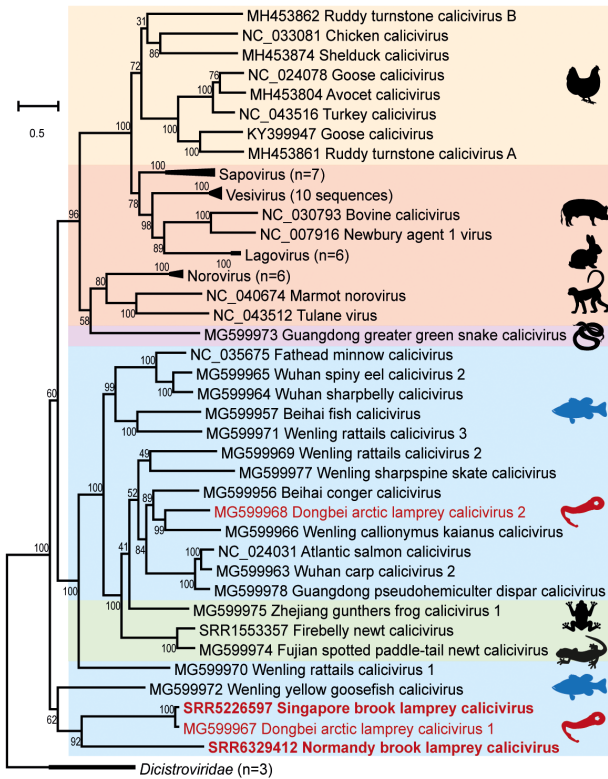 MH453862 Ruddy turnstone calicivirus B
31
NC_033081 Chicken calicivirus
86
MH453874 Shelduck calicivirus
72
76
NC_024078 Goose calicivirus
100
MH453804 Avocet calicivirus
0.5
NC_043516 Turkey calicivirus
100
100
KY399947 Goose calicivirus
100
MH453861 Ruddy turnstone calicivirus A
100
Sapovirus (n=7)
100
Vesivirus (10 sequences)
78
98
100
NC_030793 Bovine calicivirus
96
NC_007916 Newbury agent 1 virus
89
100
Lagovirus (n=6)
100
Norovirus (n=6)
80
NC_040674 Marmot norovirus
100
NC_043512 Tulane virus
58
MG599973 Guangdong greater green snake calicivirus
100
NC_035675 Fathead minnow calicivirus
99
100
MG599965 Wuhan spiny eel calicivirus 2
MG599964 Wuhan sharpbelly calicivirus
60
MG599957 Beihai fish calicivirus
100
MG599971 Wenling rattails calicivirus 3
49
MG599969 Wenling rattails calicivirus 2
MG599977 Wenling sharpspine skate calicivirus
100
52
89
MG599956 Beihai conger calicivirus
MG599968 Dongbei arctic lamprey calicivirus 2
99
MG599966 Wenling callionymus kaianus calicivirus
41
84
100
NC_024031 Atlantic salmon calicivirus
100
100
MG599963 Wuhan carp calicivirus 2
MG599978 Guangdong pseudohemiculter dispar calicivirus
MG599975 Zhejiang gunthers frog calicivirus 1
100
SRR1553357 Firebelly newt calicivirus
100
MG599974 Fujian spotted paddle-tail newt calicivirus
MG599970 Wenling rattails calicivirus 1
MG599972 Wenling yellow goosefish calicivirus
62
100
SRR5226597 Singapore brook lamprey calicivirus
MG599967 Dongbei arctic lamprey calicivirus 1
92
SRR6329412 Normandy brook lamprey calicivirus
Dicistroviridae (n=3)